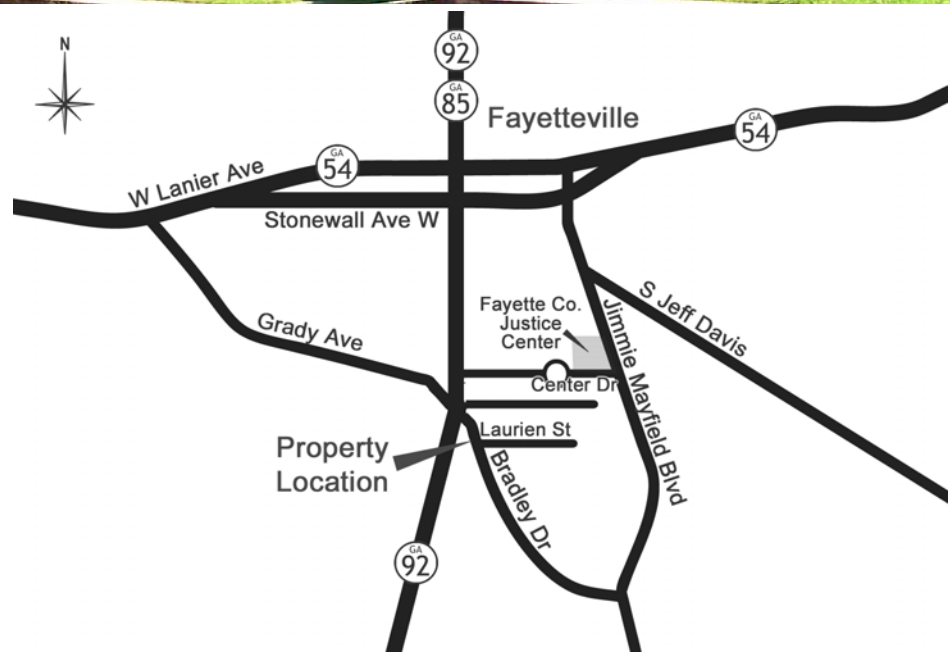 N
GA
92
GA
85
Fayetteville
GA
54
GA
54
W Lanier Ave
Stonewall Ave W
S Jeff Davis
Fayette Co.
Justice
Center
Jimmie Mayfield Blvd
Grady Ave
Center Dr
Laurien St
Property
Location
Bradley Dr
GA
92